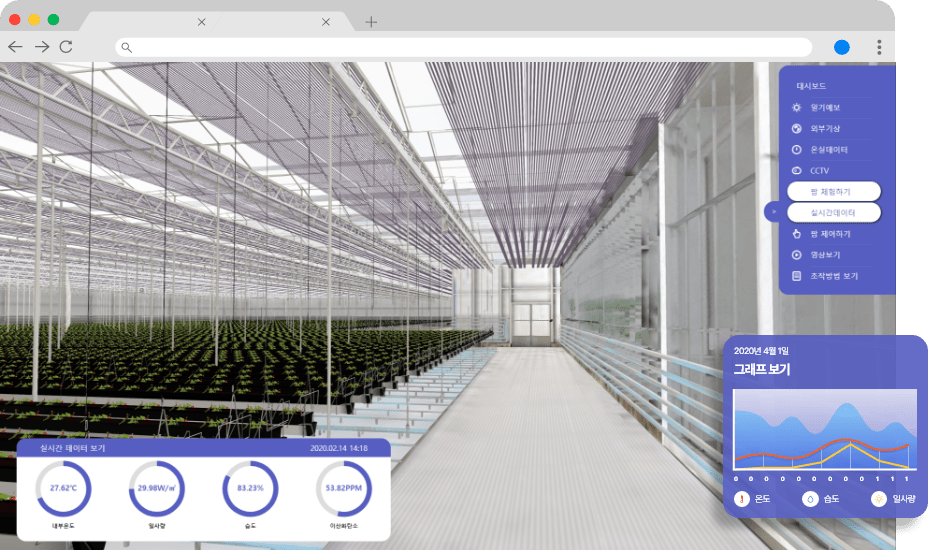 대시보드
열기예보
외부기상
온실데이터
CCTV
팜 체험하기
실시간데이타
팜 제어하기
영상보기
조작방법 보기
2020년 4월 1일
그래프 보기
0 0 0 0 0 0 0 0 0 1 1 1
온도 습도 일사량
실시간 데이터 보기 2020.02.14 14:18
27.62℃ 29.98W/㎡ 83.23% 53.82PPM
내부온도 일사량 습도 이산화탄소